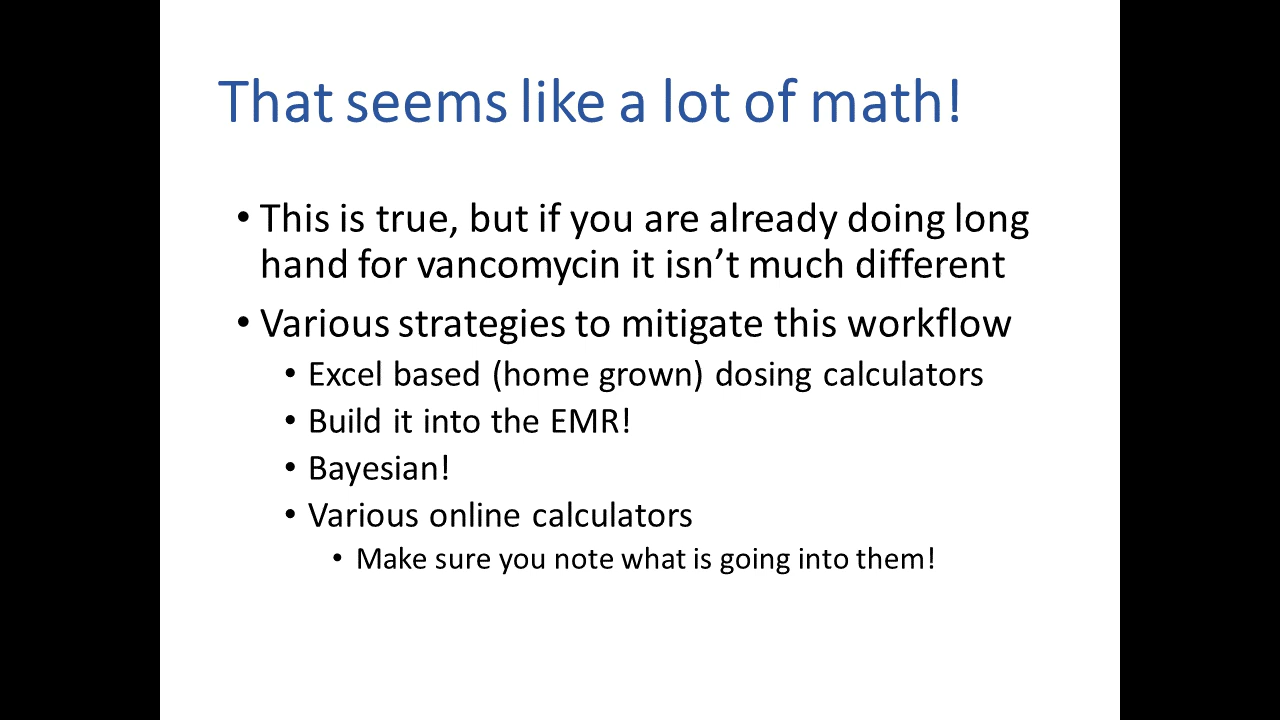 That seems like a lot of math!
• This is true, but if you are already doing long
hand for vancomycin it isn’t much different
• Various strategies to mitigate this workflow
• Excel based (home grown) dosing calculators
• Build it into the EMR!
• Bayesian!
• Various online calculators
• Make sure you note what is going into them!